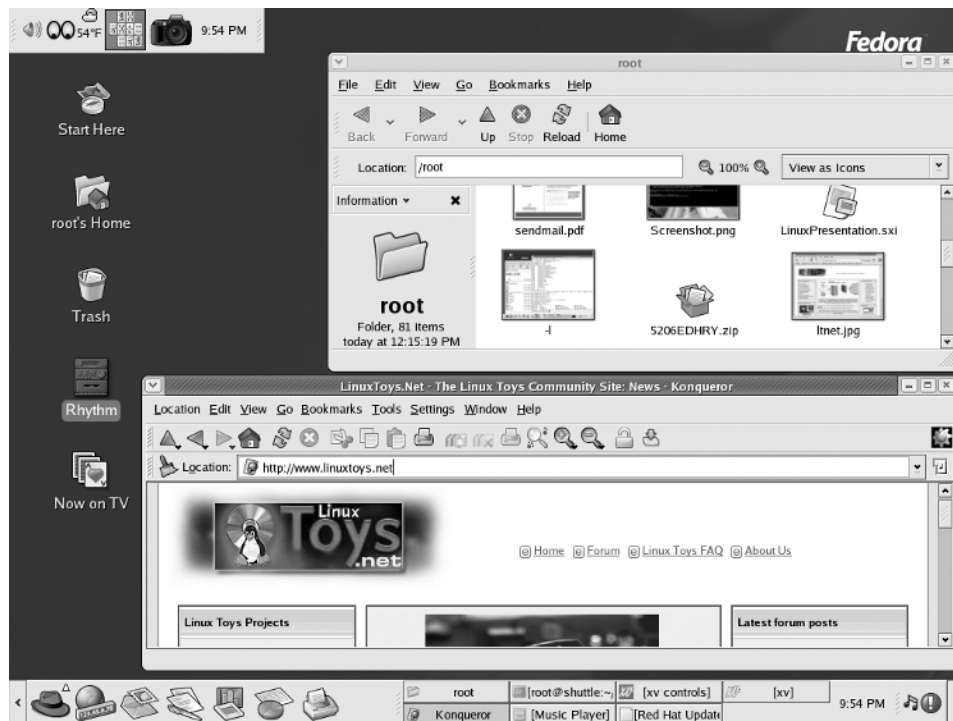 54°F 9:54 PM
Fedora
Start Here
root's Home
Trash
Rhythm
Now on TV
root
File Edit View Go Bookmarks Help
Back Forward Up Stop Reload Home
Location: /root 100% View as Icons
Information
root
Folder, 81 Items
today at 12:15:19 PM
sendmail.pdf Screenshot.png LinuxPresentation.sxi
-l 5206EDHRY.zip ltnet.jpg
LinuxToys.Net - The Linux Toys Community Site: News - Konqueror
Location Edit View Go Bookmarks Tools Settings Window Help
Location: http://www.linuxtoys.net
Linux
Toys
.net
Home Forum Linux Toys FAQ About Us
Linux Toys Projects Latest forum posts
root [root@shuttle:~, [xv controls] [xv]
Konqueror [Music Player] [Red Hat Update
9:54 PM